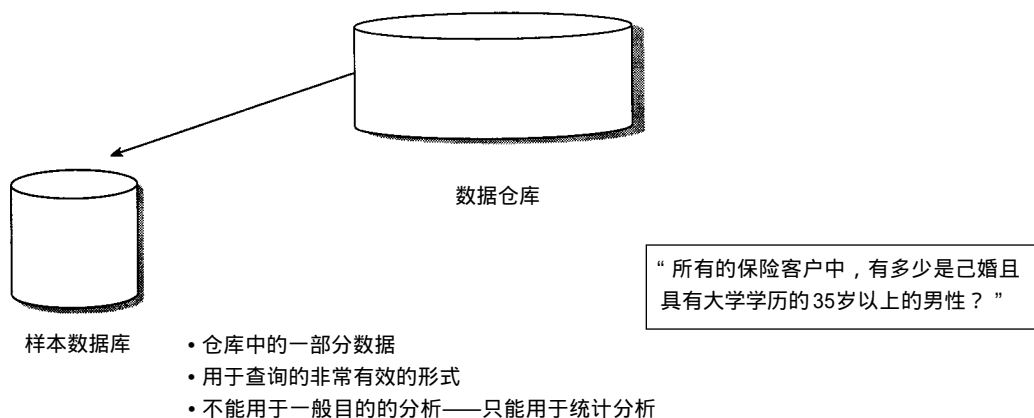 数据仓库
“ 所有的保险客户中 , 有多少是己婚且
具有大学学历的35岁以上的男性? ”
样本数据库
• 仓库中的一部分数据
• 用于查询的非常有效的形式
• 不能用于一般目的的分析——只能用于统计分析